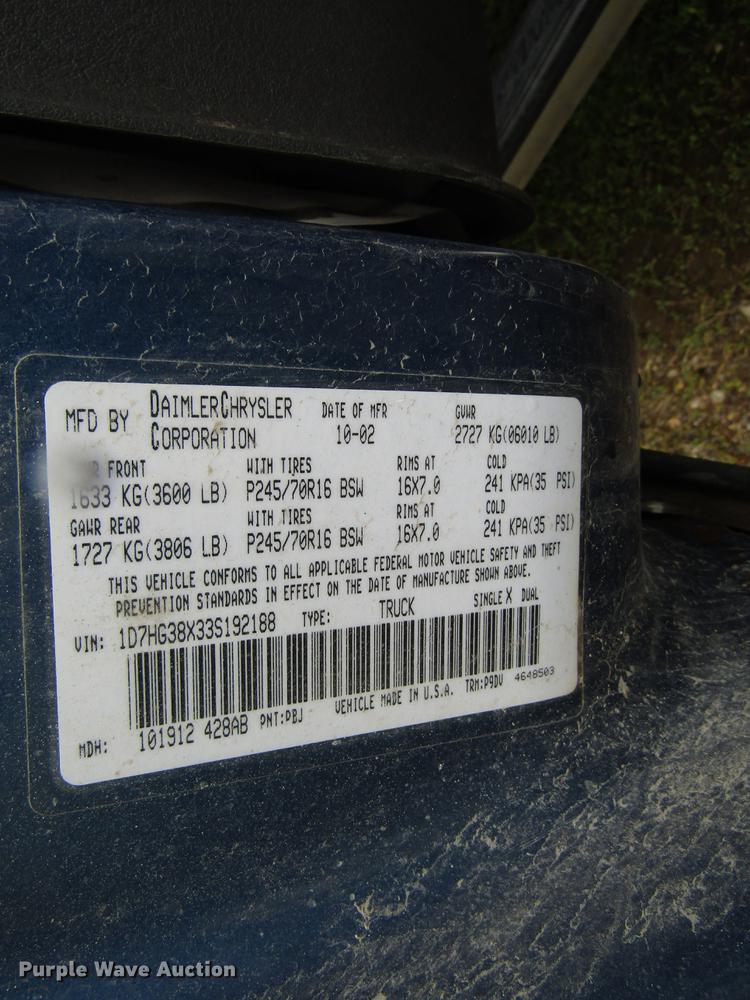 MFD BY DAIMLERCHRYSLER CORPORATION DATE OF MFR 10-02 GVWR 2727 KG(06010 LB)
FRONT WITH TIRES RIMS AT COLD
1633 KG(3600 LB) P245/70R16 BSW 16X7.0 241 KPA(35 PSI)
GAWR REAR WITH TIRES RIMS AT COLD
1727 KG(3806 LB) P245/70R16 BSW 16X7.0 241 KPA(35 PSI)
THIS VEHICLE CONFORMS TO ALL APPLICABLE FEDERAL MOTOR VEHICLE SAFETY AND THEFT
PREVENTION STANDARDS IN EFFECT ON THE DATE OF MANUFACTURE SHOWN ABOVE.
VIN: 1D7HG38X33S192188 TYPE: TRUCK SINGLE X DUAL
MDH: 101912 428AB PNT:PBJ VEHICLE MADE IN U.S.A. TRM:P9DV 4648503
Purple Wave Auction